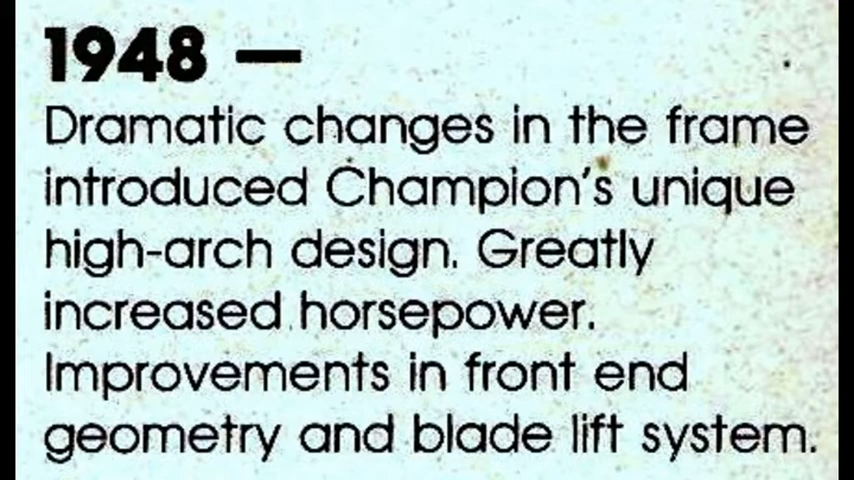 1948 —
Dramatic changes in the frame
introduced Champion's unique
high-arch design. Greatly
increased horsepower.
Improvements in front end
geometry and blade lift system.